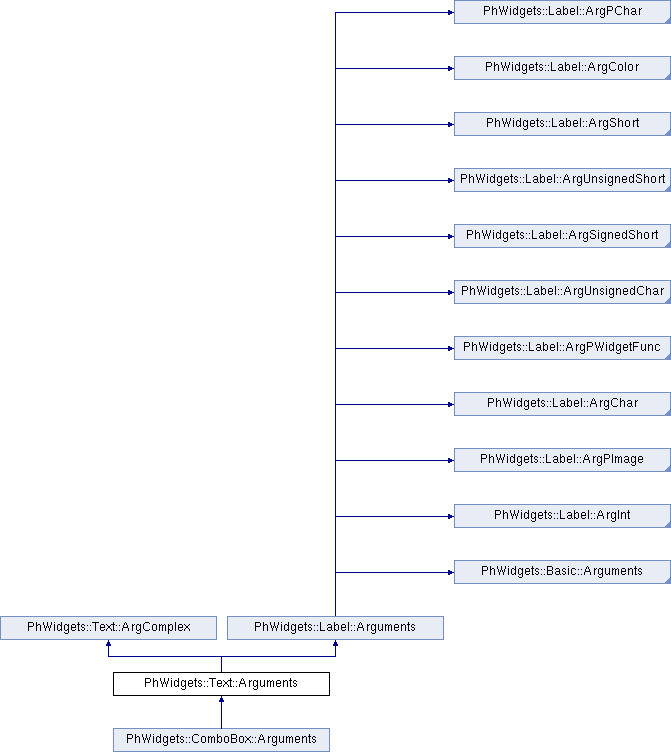 PhWidgets::Label::ArgPChar
PhWidgets::Label::ArgColor
PhWidgets::Label::ArgShort
PhWidgets::Label::ArgUnsignedShort
PhWidgets::Label::ArgSignedShort
PhWidgets::Label::ArgUnsignedChar
PhWidgets::Label::ArgPWidgetFunc
PhWidgets::Label::ArgChar
PhWidgets::Label::ArgPImage
PhWidgets::Label::ArgInt
PhWidgets::Basic::Arguments
PhWidgets::Text::ArgComplex
PhWidgets::Label::Arguments
PhWidgets::Text::Arguments
PhWidgets::ComboBox::Arguments